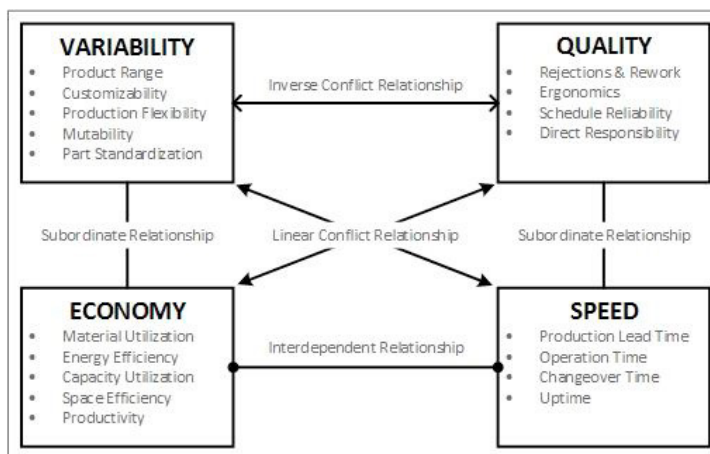 VARIABILITY
• Product Range
• Customizability
• Production Flexibility
• Mutability
• Part Standardization
Inverse Conflict Relationship
QUALITY
• Rejections & Rework
• Ergonomics
• Schedule Reliability
• Direct Responsibility
Subordinate Relationship
Linear Conflict Relationship
Subordinate Relationship
ECONOMY
• Material Utilization
• Energy Efficiency
• Capacity Utilization
• Space Efficiency
• Productivity
Interdependent Relationship
SPEED
• Production Lead Time
• Operation Time
• Changeover Time
• Uptime